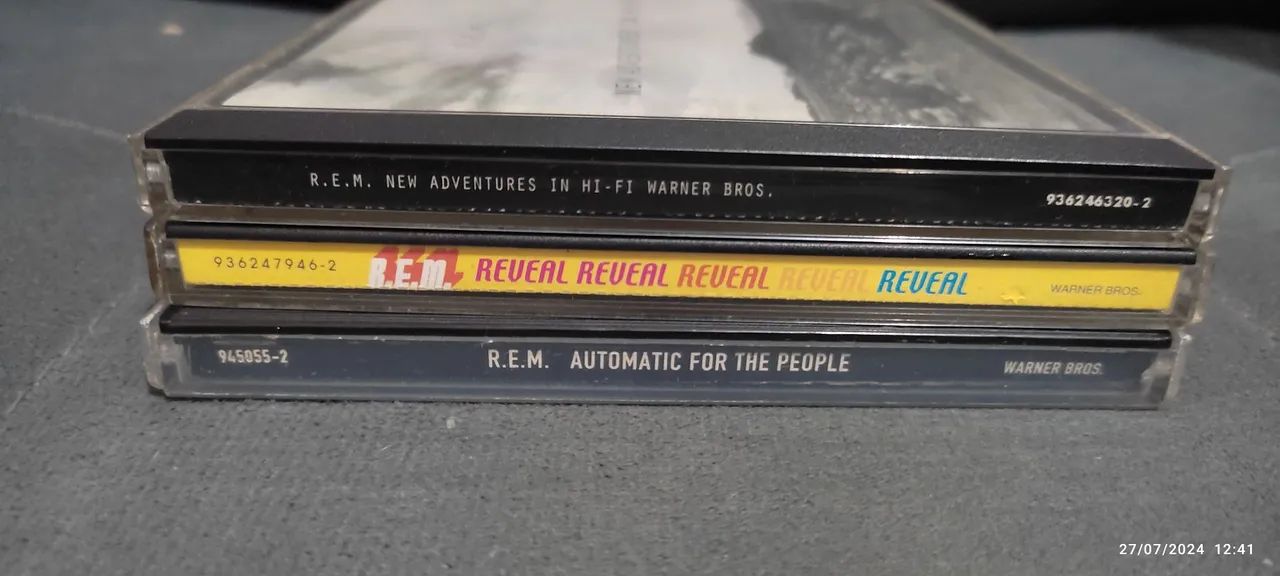 R.E.M. NEW ADVENTURES IN HI-FI WARNER BROS. 936246320-2
936247946-2 R.E.M. REVEAL REVEAL REVEAL REVEAL REVEAL WARNER BROS.
945055-2 R.E.M. AUTOMATIC FOR THE PEOPLE WARNER BROS.
27/07/2024 12:41